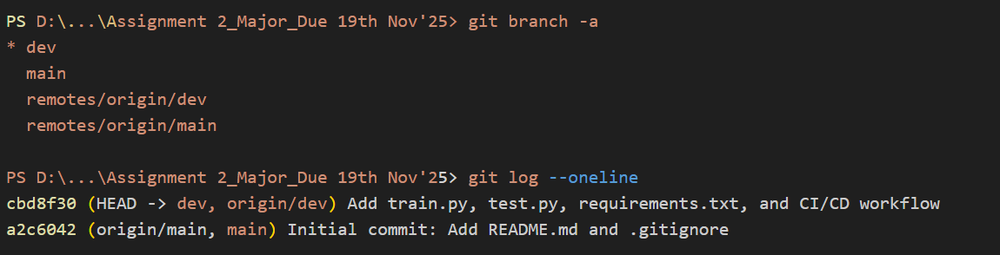 PS D:\...\Assignment 2_Major_Due 19th Nov'25> git branch -a
* dev
  main
  remotes/origin/dev
  remotes/origin/main
PS D:\...\Assignment 2_Major_Due 19th Nov'25> git log --oneline
cbd8f30 (HEAD -> dev, origin/dev) Add train.py, test.py, requirements.txt, and CI/CD workflow
a2c6042 (origin/main, main) Initial commit: Add README.md and .gitignore